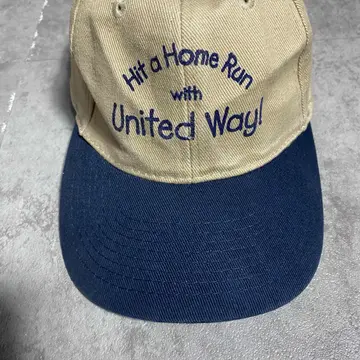 Hit a Home Run
with
United Way!